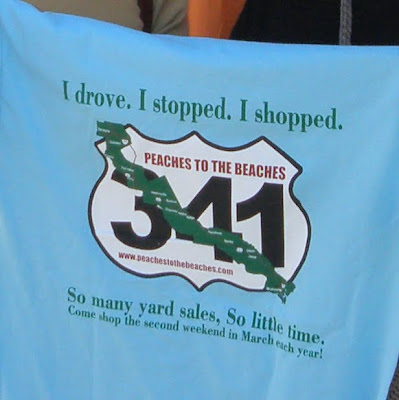 I drove. I stopped. I shopped.
PEACHES TO THE BEACHES
341
www.peachestothebeaches.com
So many yard sales, So little time.
Come shop the second weekend in March each year!